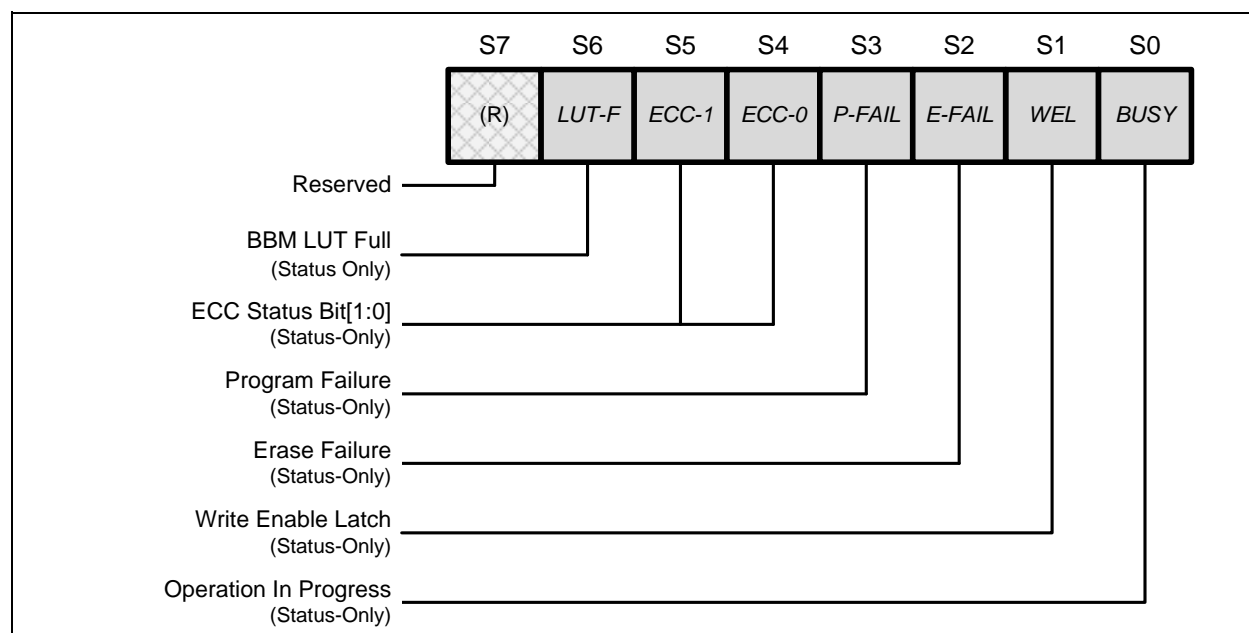 S7 S6 S5 S4 S3 S2 S1 S0
(R) LUT-F ECC-1 ECC-0 P-FAIL E-FAIL WEL BUSY
Reserved
BBM LUT Full
(Status Only)
ECC Status Bit[1:0]
(Status-Only)
Program Failure
(Status-Only)
Erase Failure
(Status-Only)
Write Enable Latch
(Status-Only)
Operation In Progress
(Status-Only)